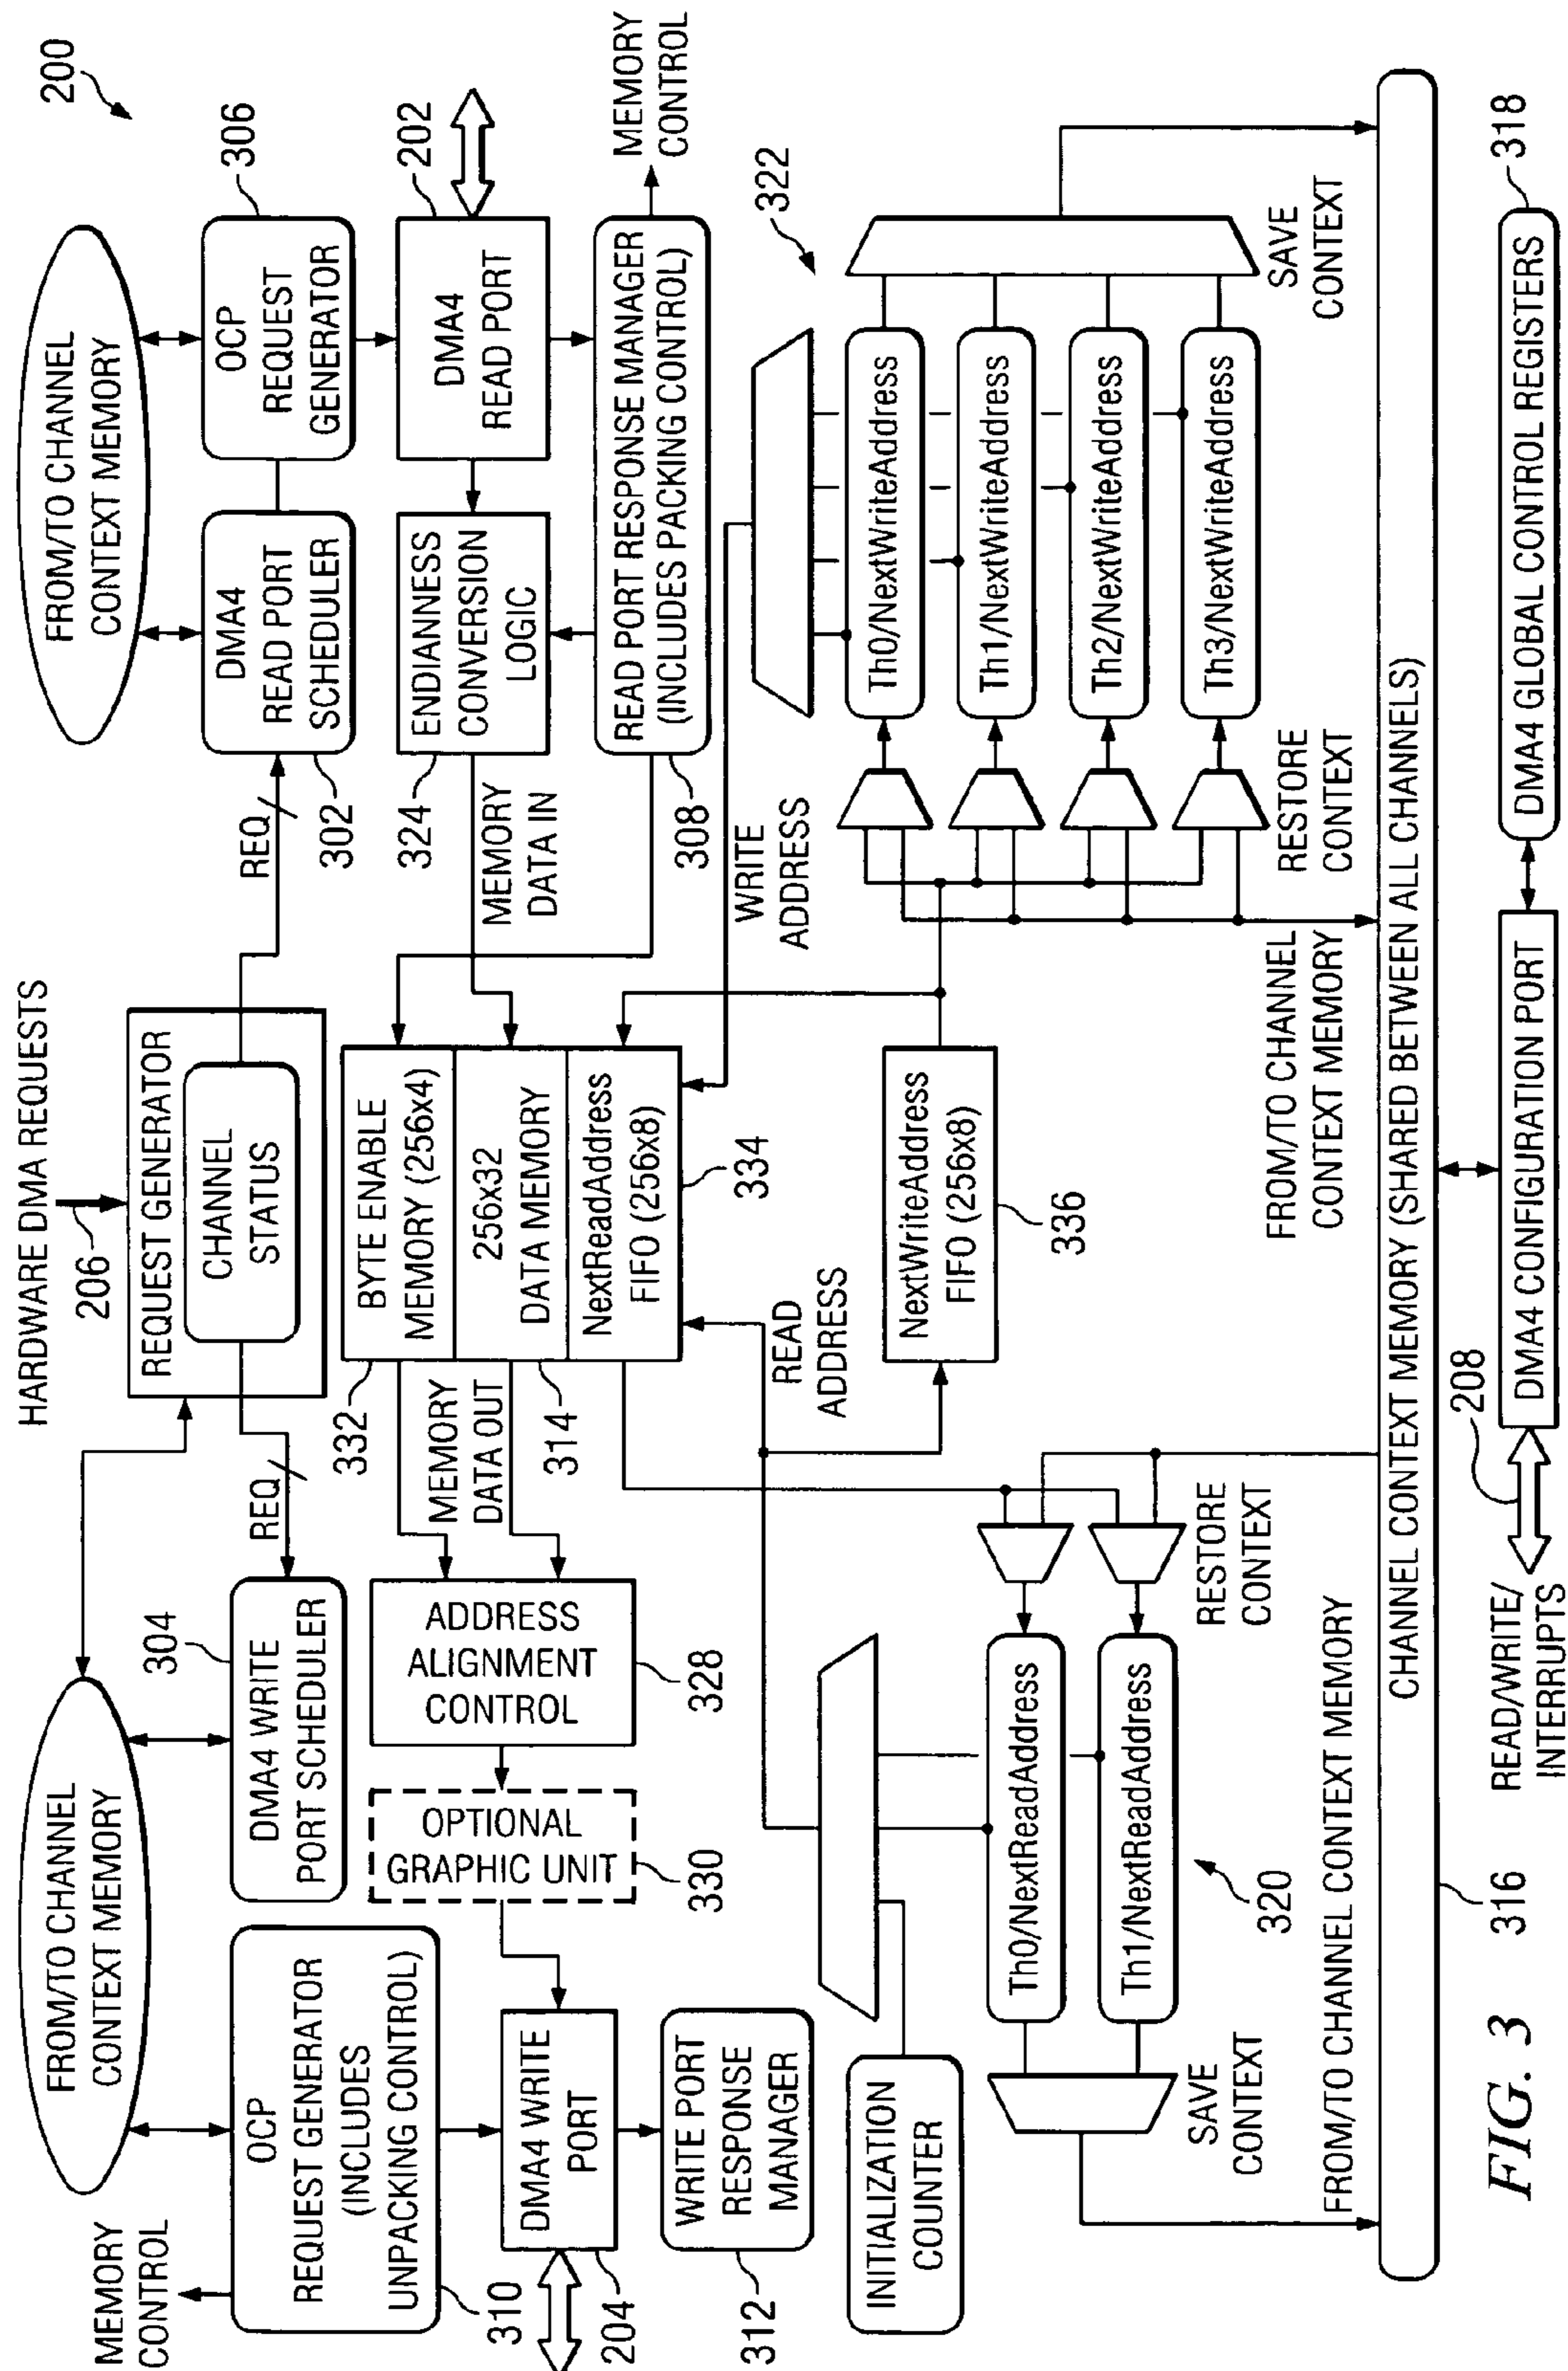 200
FROM/TO CHANNEL
CONTEXT MEMORY
MEMORY
CONTROL
OCP
REQUEST GENERATOR
(INCLUDES
UNPACKING CONTROL)
310
DMA4 WRITE
PORT
204
WRITE PORT
RESPONSE
MANAGER
312
304
DMA4 WRITE
PORT SCHEDULER
REQ
ADDRESS
ALIGNMENT
CONTROL
328
OPTIONAL
GRAPHIC UNIT
330
HARDWARE DMA REQUESTS
206
REQUEST GENERATOR
CHANNEL
STATUS
REQ
FROM/TO CHANNEL
CONTEXT MEMORY
DMA4
READ PORT
SCHEDULER
302
OCP
REQUEST
GENERATOR
306
DMA4
READ PORT
202
ENDIANNESS
CONVERSION
LOGIC
324
READ PORT RESPONSE MANAGER
(INCLUDES PACKING CONTROL)
308
MEMORY
CONTROL
MEMORY
DATA IN
MEMORY
DATA OUT
332
BYTE ENABLE
MEMORY (256x4)
256x32
DATA MEMORY
314
NextReadAddress
FIFO (256x8)
334
WRITE
ADDRESS
READ
ADDRESS
NextWriteAddress
FIFO (256x8)
336
INITIALIZATION
COUNTER
Th0/NextReadAddress
Th1/NextReadAddress
320
SAVE
CONTEXT
RESTORE
CONTEXT
322
Th0/NextWriteAddress
Th1/NextWriteAddress
Th2/NextWriteAddress
Th3/NextWriteAddress
RESTORE
CONTEXT
SAVE
CONTEXT
FROM/TO CHANNEL CONTEXT MEMORY
FROM/TO CHANNEL
CONTEXT MEMORY
CHANNEL CONTEXT MEMORY (SHARED BETWEEN ALL CHANNELS)
316
READ/WRITE/
INTERRUPTS
208
DMA4 CONFIGURATION PORT
DMA4 GLOBAL CONTROL REGISTERS
318
FIG. 3